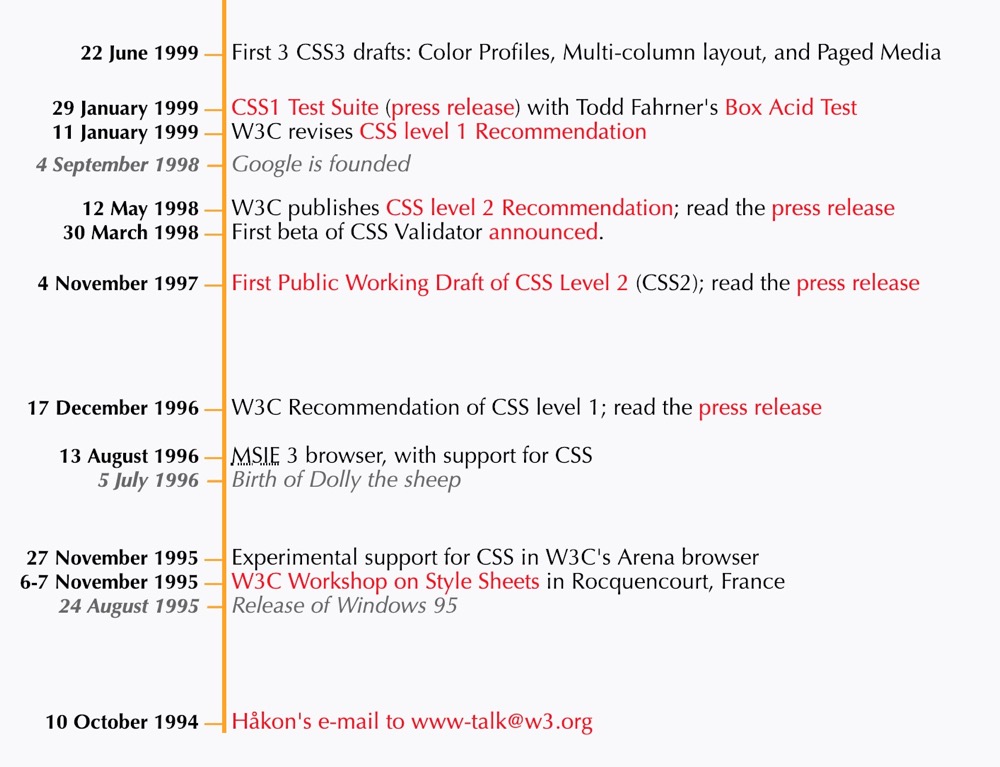 22 June 1999 First 3 CSS3 drafts: Color Profiles, Multi-column layout, and Paged Media
29 January 1999 CSS1 Test Suite (press release) with Todd Fahrner's Box Acid Test
11 January 1999 W3C revises CSS level 1 Recommendation
4 September 1998 Google is founded
12 May 1998 W3C publishes CSS level 2 Recommendation; read the press release
30 March 1998 First beta of CSS Validator announced.
4 November 1997 First Public Working Draft of CSS Level 2 (CSS2); read the press release
17 December 1996 W3C Recommendation of CSS level 1; read the press release
13 August 1996 MSIE 3 browser, with support for CSS
5 July 1996 Birth of Dolly the sheep
27 November 1995 Experimental support for CSS in W3C's Arena browser
6-7 November 1995 W3C Workshop on Style Sheets in Rocquencourt, France
24 August 1995 Release of Windows 95
10 October 1994 Håkon's e-mail to www-talk@w3.org